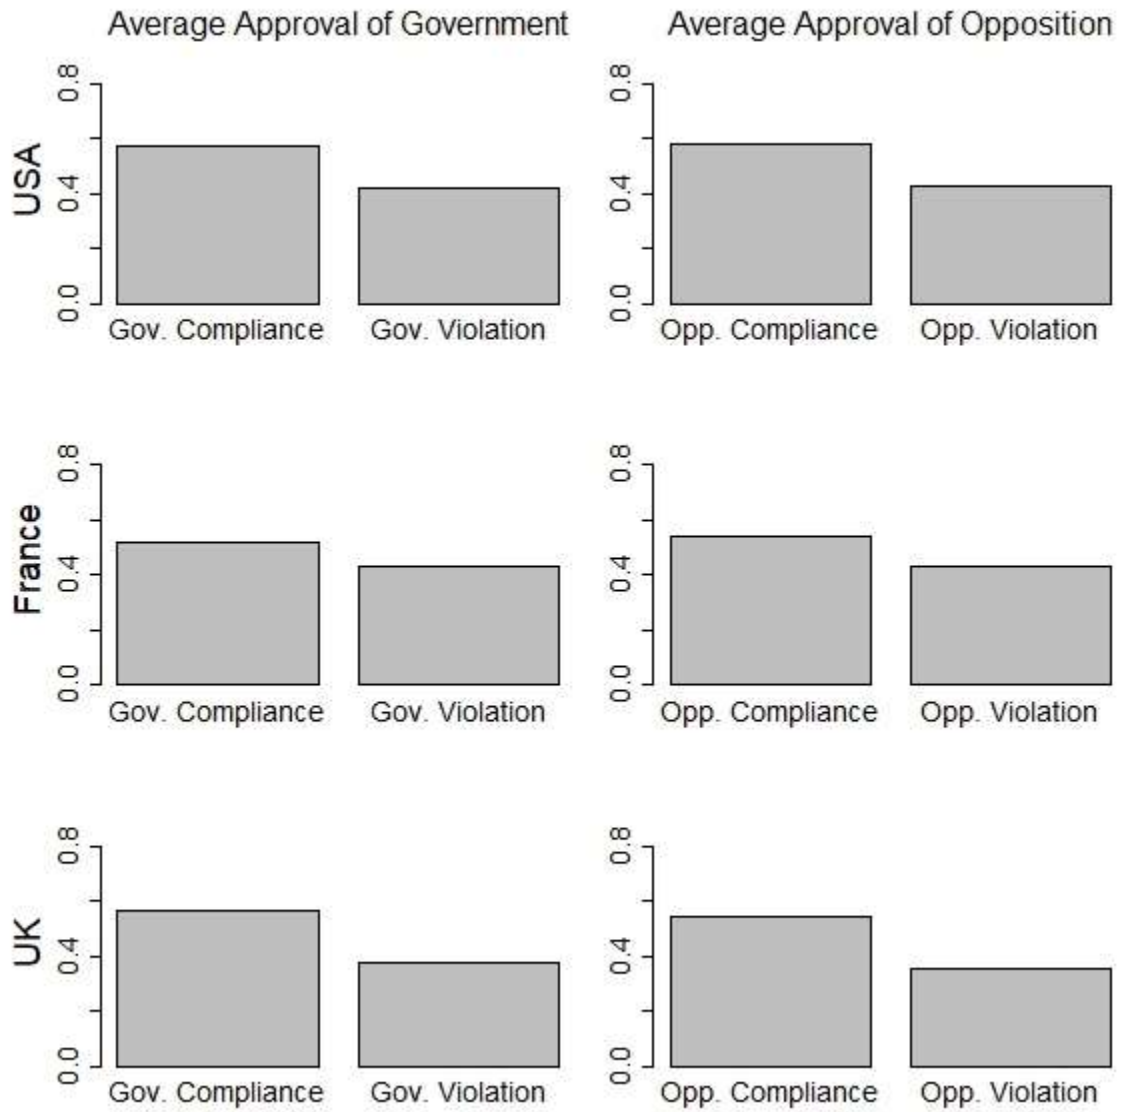 Average Approval of Government
Average Approval of Opposition
USA
0.8
0.4
0.0
Gov. Compliance
Gov. Violation
0.8
0.4
0.0
Opp. Compliance
Opp. Violation
France
0.8
0.4
0.0
Gov. Compliance
Gov. Violation
0.8
0.4
0.0
Opp. Compliance
Opp. Violation
UK
0.8
0.4
0.0
Gov. Compliance
Gov. Violation
0.8
0.4
0.0
Opp. Compliance
Opp. Violation